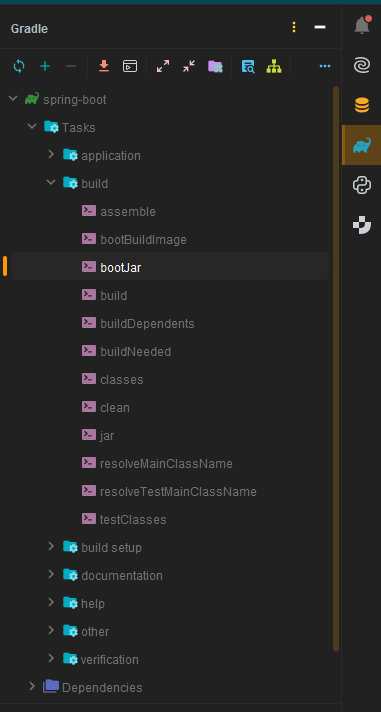 Gradle
spring-boot
Tasks
application
build
assemble
bootBuildImage
bootJar
build
buildDependents
buildNeeded
classes
clean
jar
resolveMainClassName
resolveTestMainClassName
testClasses
build setup
documentation
help
other
verification
Dependencies